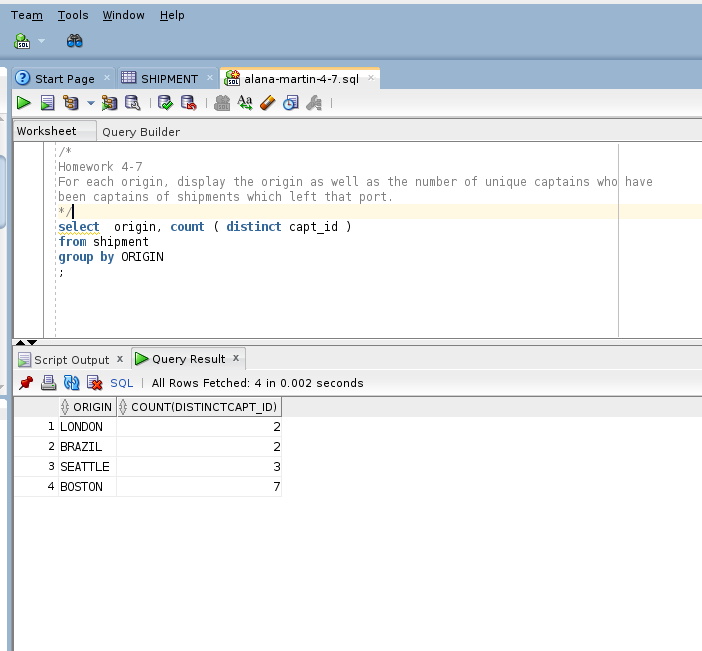 Team Tools Window Help
SQL
Start Page × SHIPMENT × SQL alana-martin-4-7.sql ×
Aa
Worksheet Query Builder
/*
Homework 4-7
For each origin, display the origin as well as the number of unique captains who have
been captains of shipments which left that port.
*/
select  origin, count ( distinct capt_id )
from shipment
group by ORIGIN
;
Script Output x Query Result x
SQL | All Rows Fetched: 4 in 0.002 seconds
ORIGIN COUNT(DISTINCTCAPT_ID)
1 LONDON 2
2 BRAZIL 2
3 SEATTLE 3
4 BOSTON 7